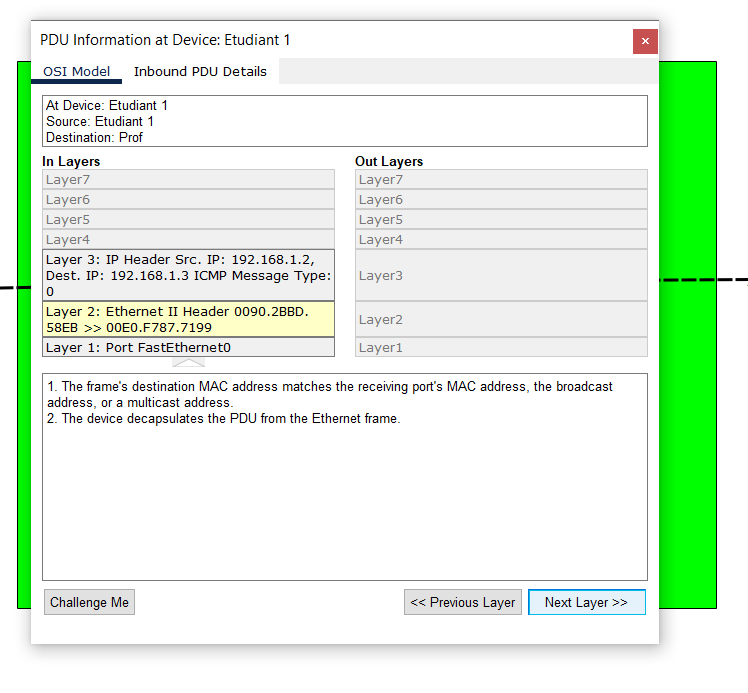 PDU Information at Device: Etudiant 1
×
OSI Model
Inbound PDU Details
At Device: Etudiant 1
Source: Etudiant 1
Destination: Prof
In Layers
Layer7
Layer6
Layer5
Layer4
Layer 3: IP Header Src. IP: 192.168.1.2,
Dest. IP: 192.168.1.3 ICMP Message Type:
0
Layer 2: Ethernet II Header 0090.2BBD.
58EB >> 00E0.F787.7199
Layer 1: Port FastEthernet0
Out Layers
Layer7
Layer6
Layer5
Layer4
Layer3
Layer2
Layer1
1. The frame's destination MAC address matches the receiving port's MAC address, the broadcast
address, or a multicast address.
2. The device decapsulates the PDU from the Ethernet frame.
Challenge Me
<< Previous Layer
Next Layer >>